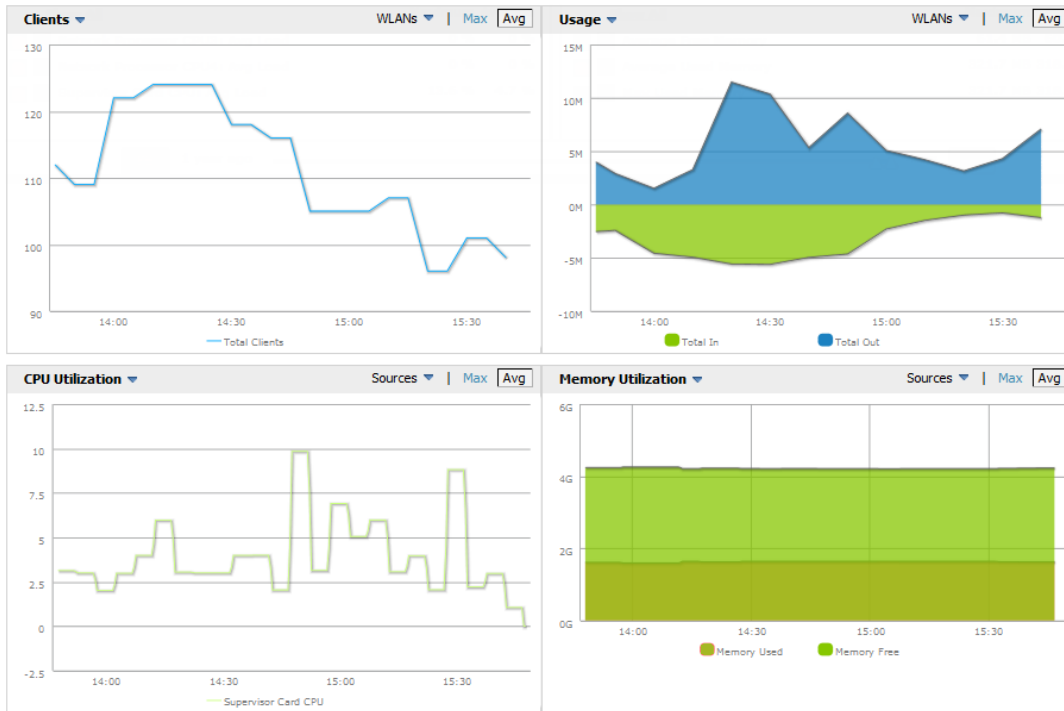 Clients WLANs | Max Avg
130
120
110
100
90
14:00 14:30 15:00 15:30
Total Clients
Usage WLANs | Max Avg
15M
10M
5M
0M
-5M
-10M
14:00 14:30 15:00 15:30
Total In Total Out
CPU Utilization Sources | Max Avg
12.5
10
7.5
5
2.5
0
-2.5
14:00 14:30 15:00 15:30
Supervisor Card CPU
Memory Utilization Sources | Max Avg
6G
4G
2G
0G
14:00 14:30 15:00 15:30
Memory Used Memory Free